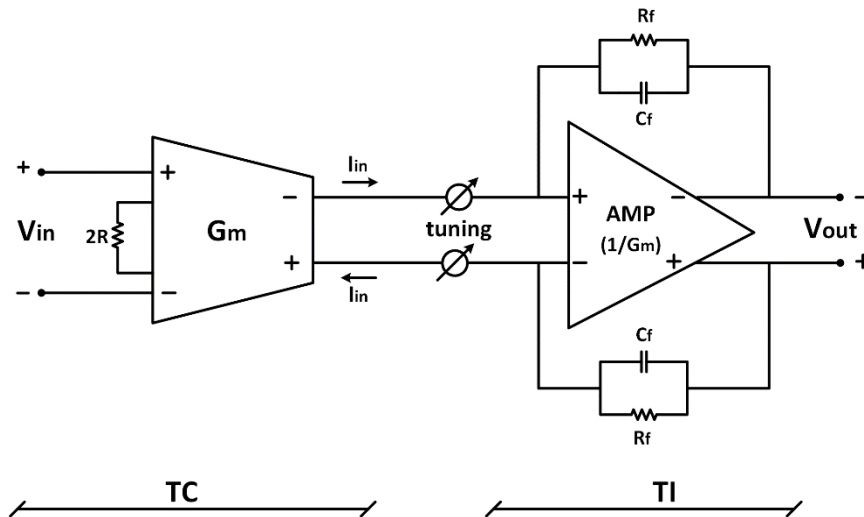 Rf
Cf
+
+
Iin
−
+
−
−
Vin
2R
Gm
tuning
AMP
(1/Gm)
Vout
+
−
+
+
−
−
Iin
Cf
Rf
TC
TI